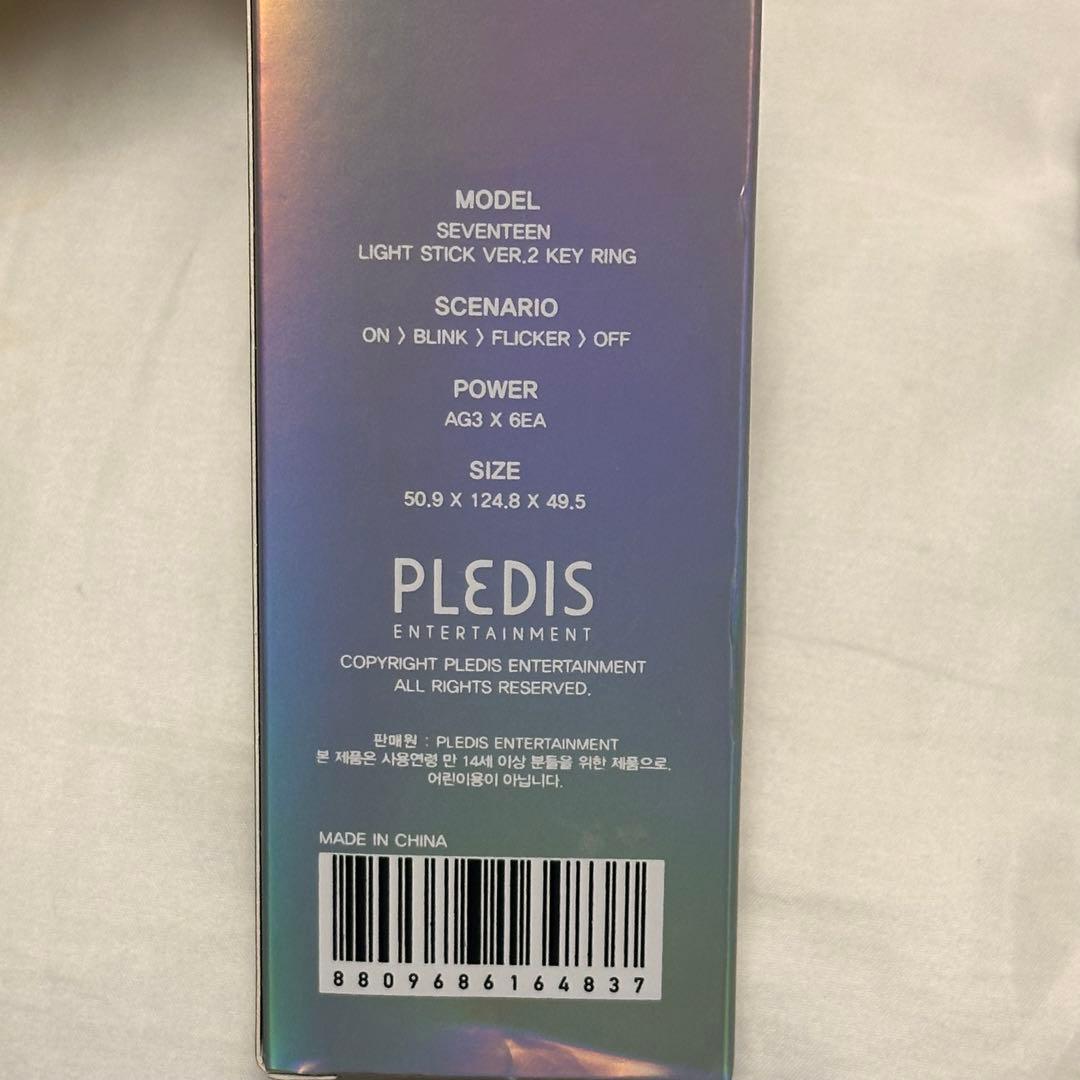 MODEL
SEVENTEEN
LIGHT STICK VER.2 KEY RING
SCENARIO
ON 〉 BLINK 〉 FLICKER 〉 OFF
POWER
AG3 X 6EA
SIZE
50.9 X 124.8 X 49.5
PLEDIS
ENTERTAINMENT
COPYRIGHT PLEDIS ENTERTAINMENT
ALL RIGHTS RESERVED.
판매원 : PLEDIS ENTERTAINMENT
본 제품은 사용연령 만 14세 이상 분들을 위한 제품으로,
어린이용이 아닙니다.
MADE IN CHINA
8809686164837